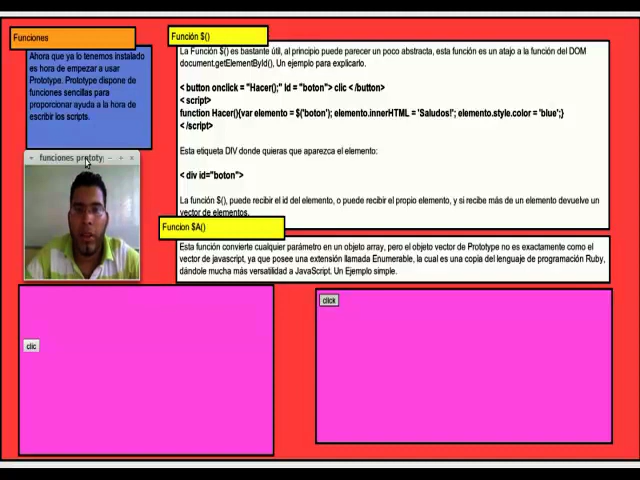 Funciones
Ahora que ya lo tenemos instalado
es hora de empezar a usar
Prototype. Prototype dispone de
funciones sencillas para
proporcionar ayuda a la hora de
escribir los scripts.
funciones prototy
Función $()
La Función $() es bastante útil, al principio puede parecer un poco abstracta, esta función es un atajo a la función del DOM
document.getElementById(), Un ejemplo para explicarlo.
< button onclick = "Hacer();" Id = "boton"> clic </button>
< script>
function Hacer(){var elemento = $('boton'); elemento.innerHTML = 'Saludos!'; elemento.style.color = 'blue';}
</script>
Esta etiqueta DIV donde quieras que aparezca el elemento:
< div id="boton">
La función $(), puede recibir el id del elemento, o puede recibir el propio elemento, y si recibe más de un elemento devuelve un
vector de elementos.
Funcion $A()
Esta función convierte cualquier parámetro en un objeto array, pero el objeto vector de Prototype no es exactamente como el
vector de javascript, ya que posee una extensión llamada Enumerable, la cual es una copia del lenguaje de programación Ruby,
dándole mucha más versatilidad a JavaScript. Un Ejemplo simple.
clic
click